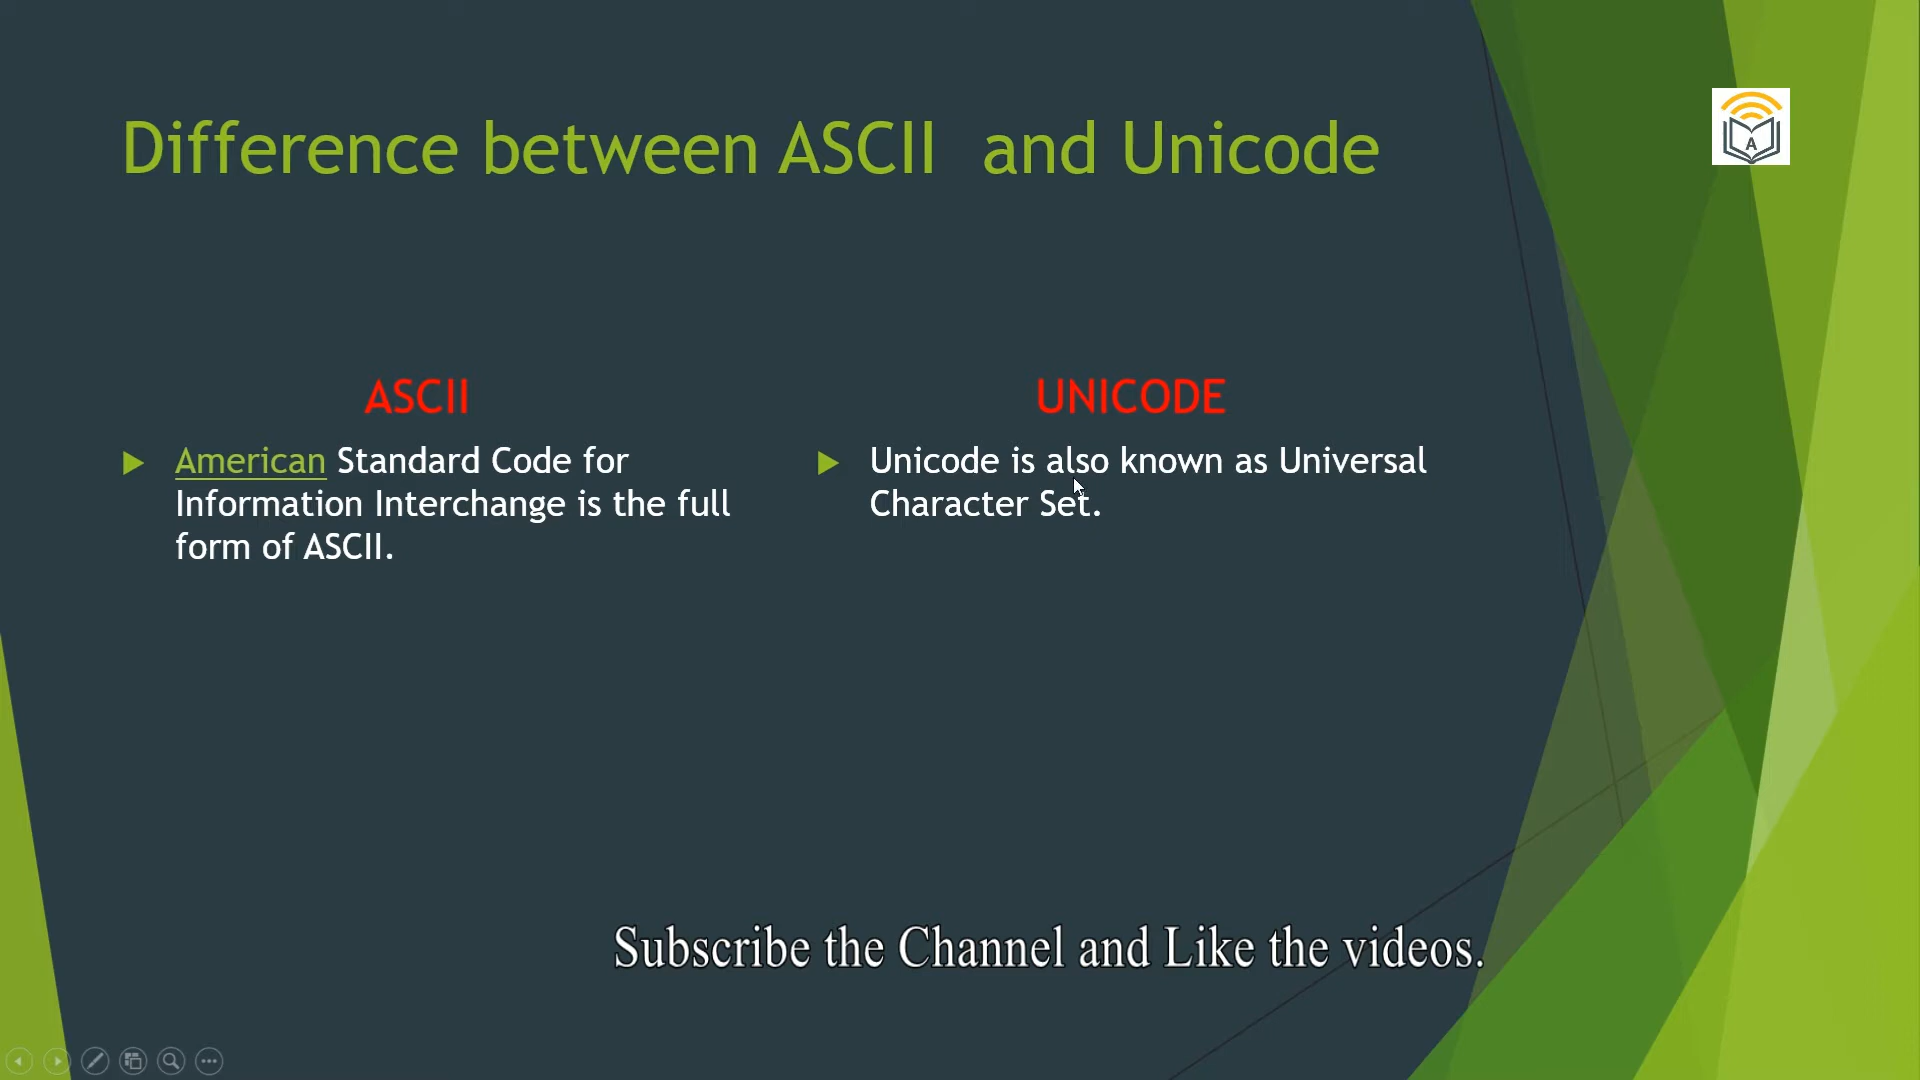 Difference between ASCII and Unicode
A
ASCII
American Standard Code for
Information Interchange is the full
form of ASCII.
UNICODE
Unicode is also known as Universal
Character Set.
Subscribe the Channel and Like the videos.